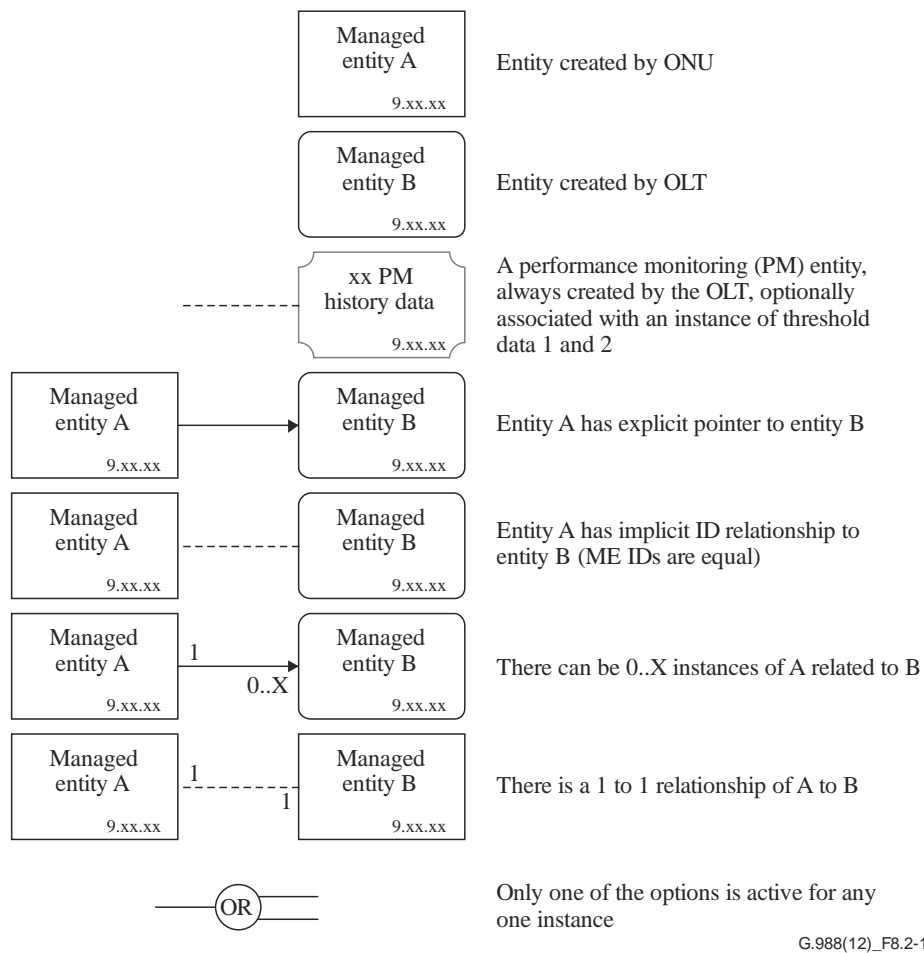 Managed
entity A
9.xx.xx
Entity created by ONU
Managed
entity B
9.xx.xx
Entity created by OLT
xx PM
history data
9.xx.xx
A performance monitoring (PM) entity,
always created by the OLT, optionally
associated with an instance of threshold
data 1 and 2
Managed
entity A
9.xx.xx
Managed
entity B
9.xx.xx
Entity A has explicit pointer to entity B
Managed
entity A
9.xx.xx
Managed
entity B
9.xx.xx
Entity A has implicit ID relationship to
entity B (ME IDs are equal)
Managed
entity A
9.xx.xx
1
0..X
Managed
entity B
9.xx.xx
There can be 0..X instances of A related to B
Managed
entity A
9.xx.xx
1
1
Managed
entity B
9.xx.xx
There is a 1 to 1 relationship of A to B
OR
Only one of the options is active for any
one instance
G.988(12)_F8.2-1